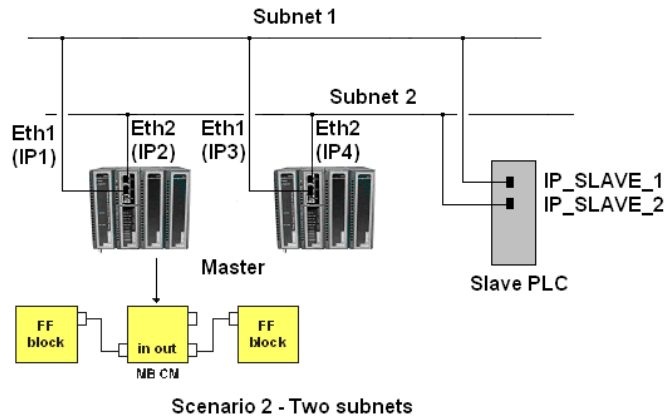 Subnet 1
Subnet 2
Eth1
(IP1)
Eth2
(IP2)
Eth1
(IP3)
Eth2
(IP4)
IP_SLAVE_1
IP_SLAVE_2
Master
Slave PLC
FF
block
in out
FF
block
MB CM
Scenario 2 - Two subnets